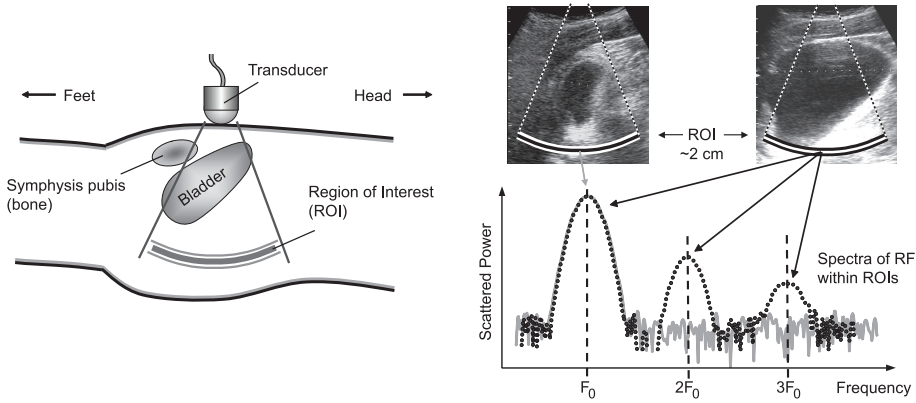 Transducer
Feet
Head
Symphysis pubis
(bone)
Bladder
Region of Interest
(ROI)
ROI
~2 cm
Scattered Power
Spectra of RF
within ROIs
F₀
2F₀
3F₀
Frequency